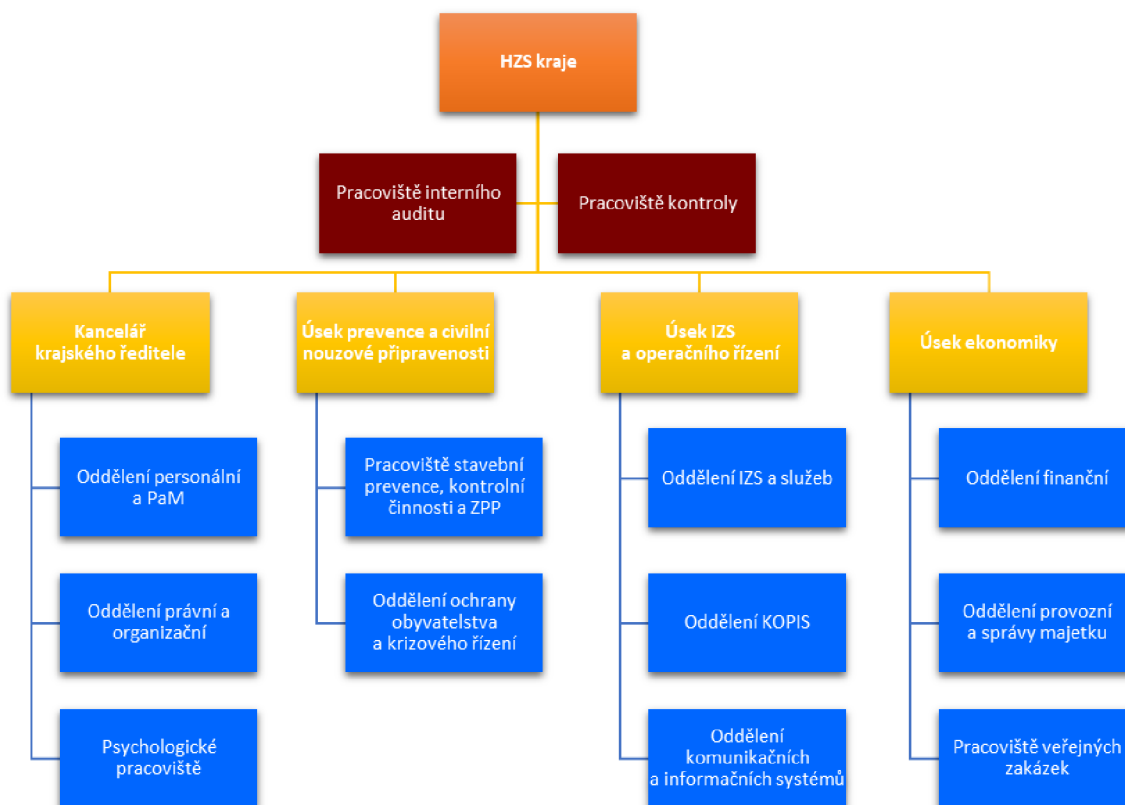 HZS kraje
Pracoviště interního
auditu
Pracoviště kontroly
Kancelář
krajského ředitele
Úsek prevence a civilní
nouzové připravenosti
Úsek IZS
a operačního řízení
Úsek ekonomiky
Oddělení personální
a PaM
Pracoviště stavební
prevence, kontrolní
činnosti a ZPP
Oddělení IZS a služeb
Oddělení finanční
Oddělení právní a
organizační
Oddělení ochrany
obyvatelstva
a krizového řízení
Oddělení KOPIS
Oddělení provozní
a správy majetku
Psychologické
pracoviště
Oddělení
komunikačních
a informačních systémů
Pracoviště veřejných
zakázek